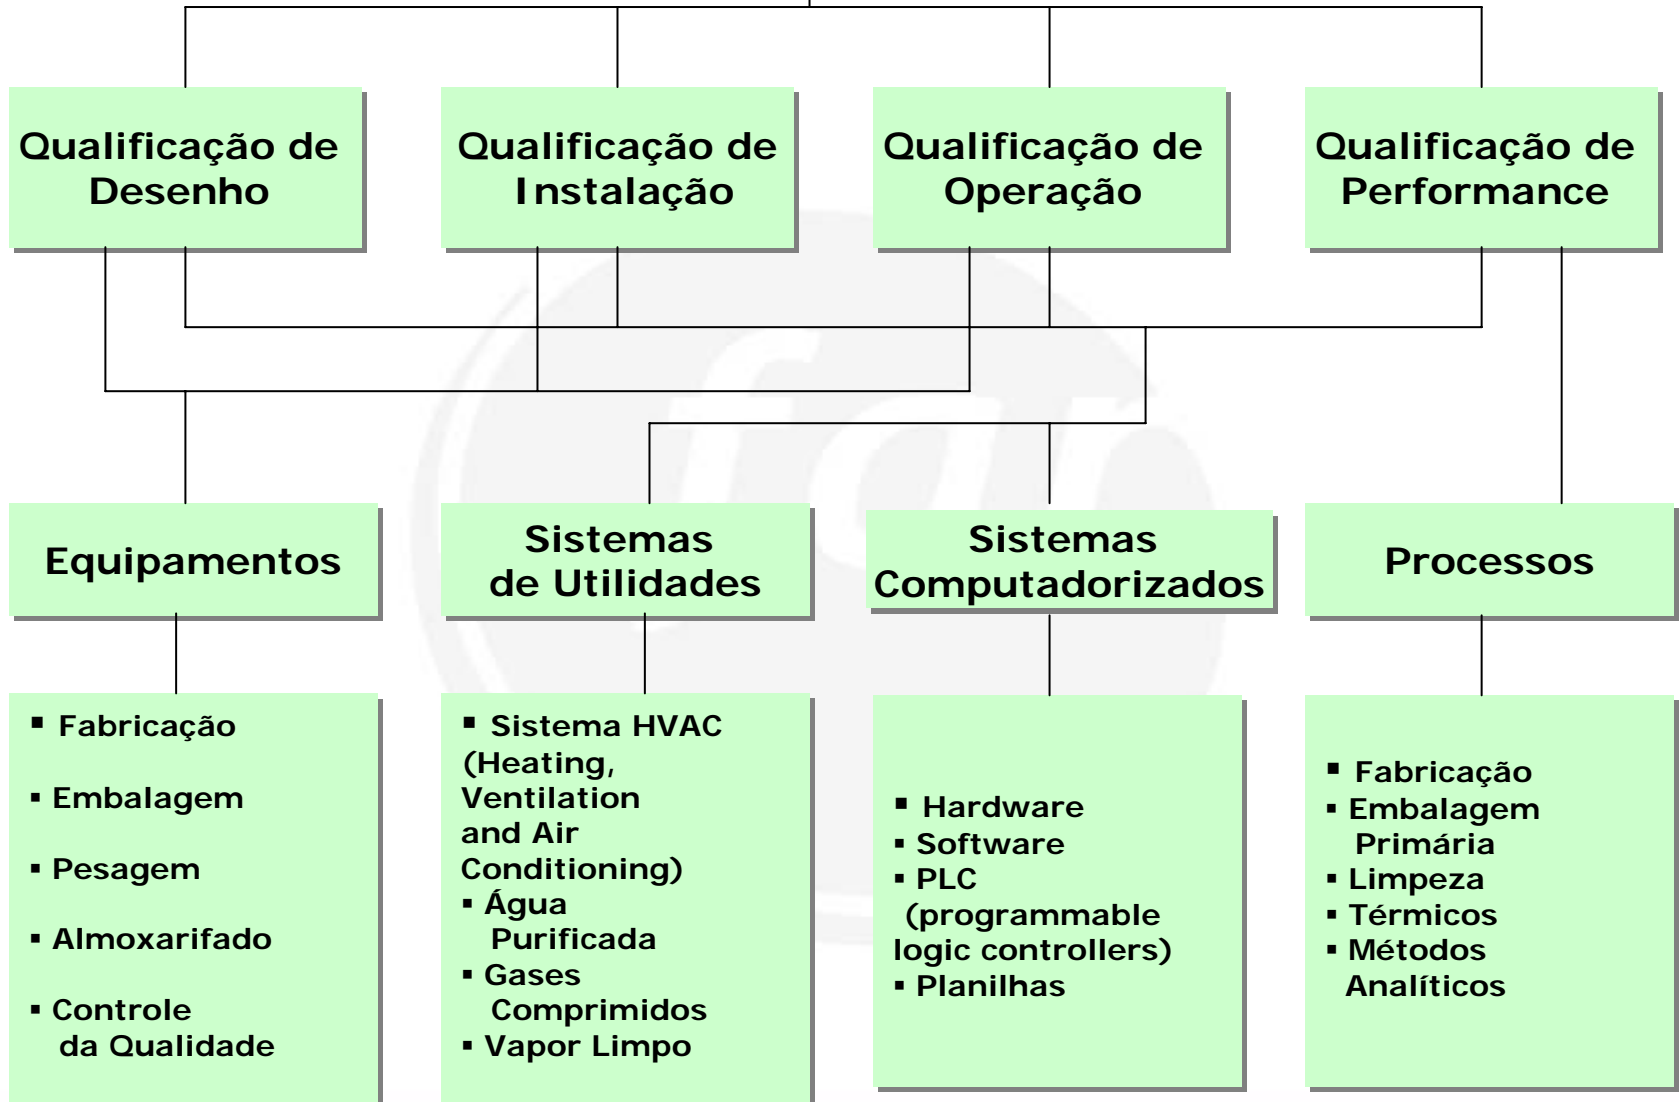 Qualificação de
Desenho
Qualificação de
Instalação
Qualificação de
Operação
Qualificação de
Performance
Equipamentos
Sistemas
de Utilidades
Sistemas
Computadorizados
Processos
▪ Fabricação
▪ Embalagem
▪ Pesagem
▪ Almoxarifado
▪ Controle
da Qualidade
▪ Sistema HVAC
(Heating,
Ventilation
and Air
Conditioning)
▪ Água
Purificada
▪ Gases
Comprimidos
▪ Vapor Limpo
▪ Hardware
▪ Software
▪ PLC
(programmable
logic controllers)
▪ Planilhas
▪ Fabricação
▪ Embalagem
Primária
▪ Limpeza
▪ Térmicos
▪ Métodos
Analíticos